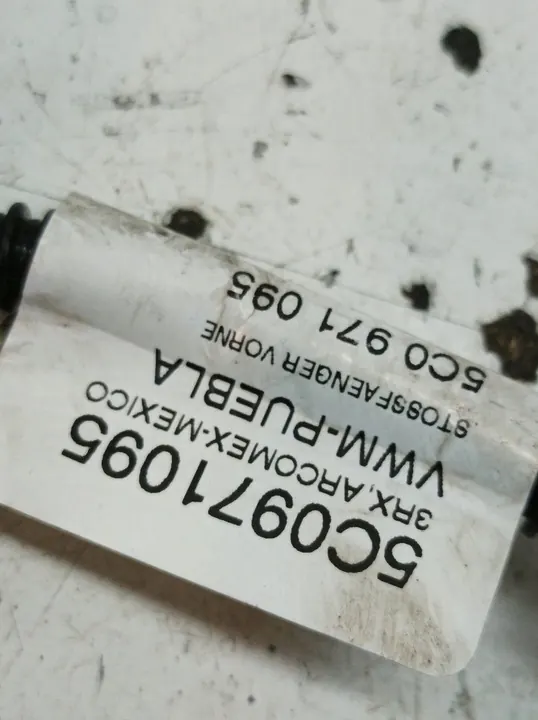 5C0971095
3RX, ARCOMEX-MEXICO
VWM-PUEBLA
.STOSSFAENGER VORNE
5C0 971 095